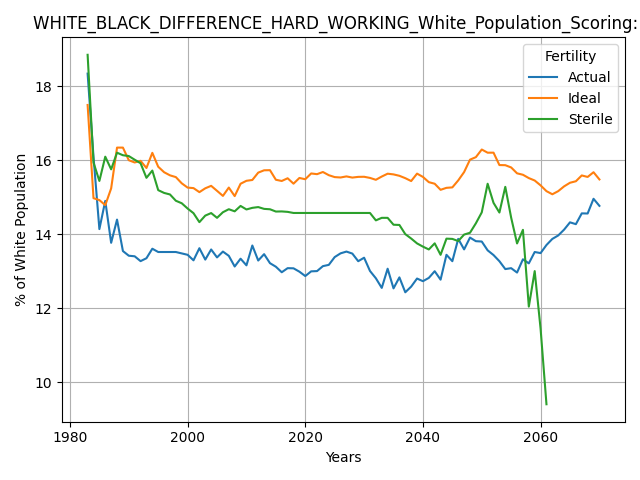 WHITE_BLACK_DIFFERENCE_HARD_WORKING_White_Population_Scoring:
Fertility
Actual
Ideal
Sterile
% of White Population
18
16
14
12
10
1980
2000
2020
2040
2060
Years